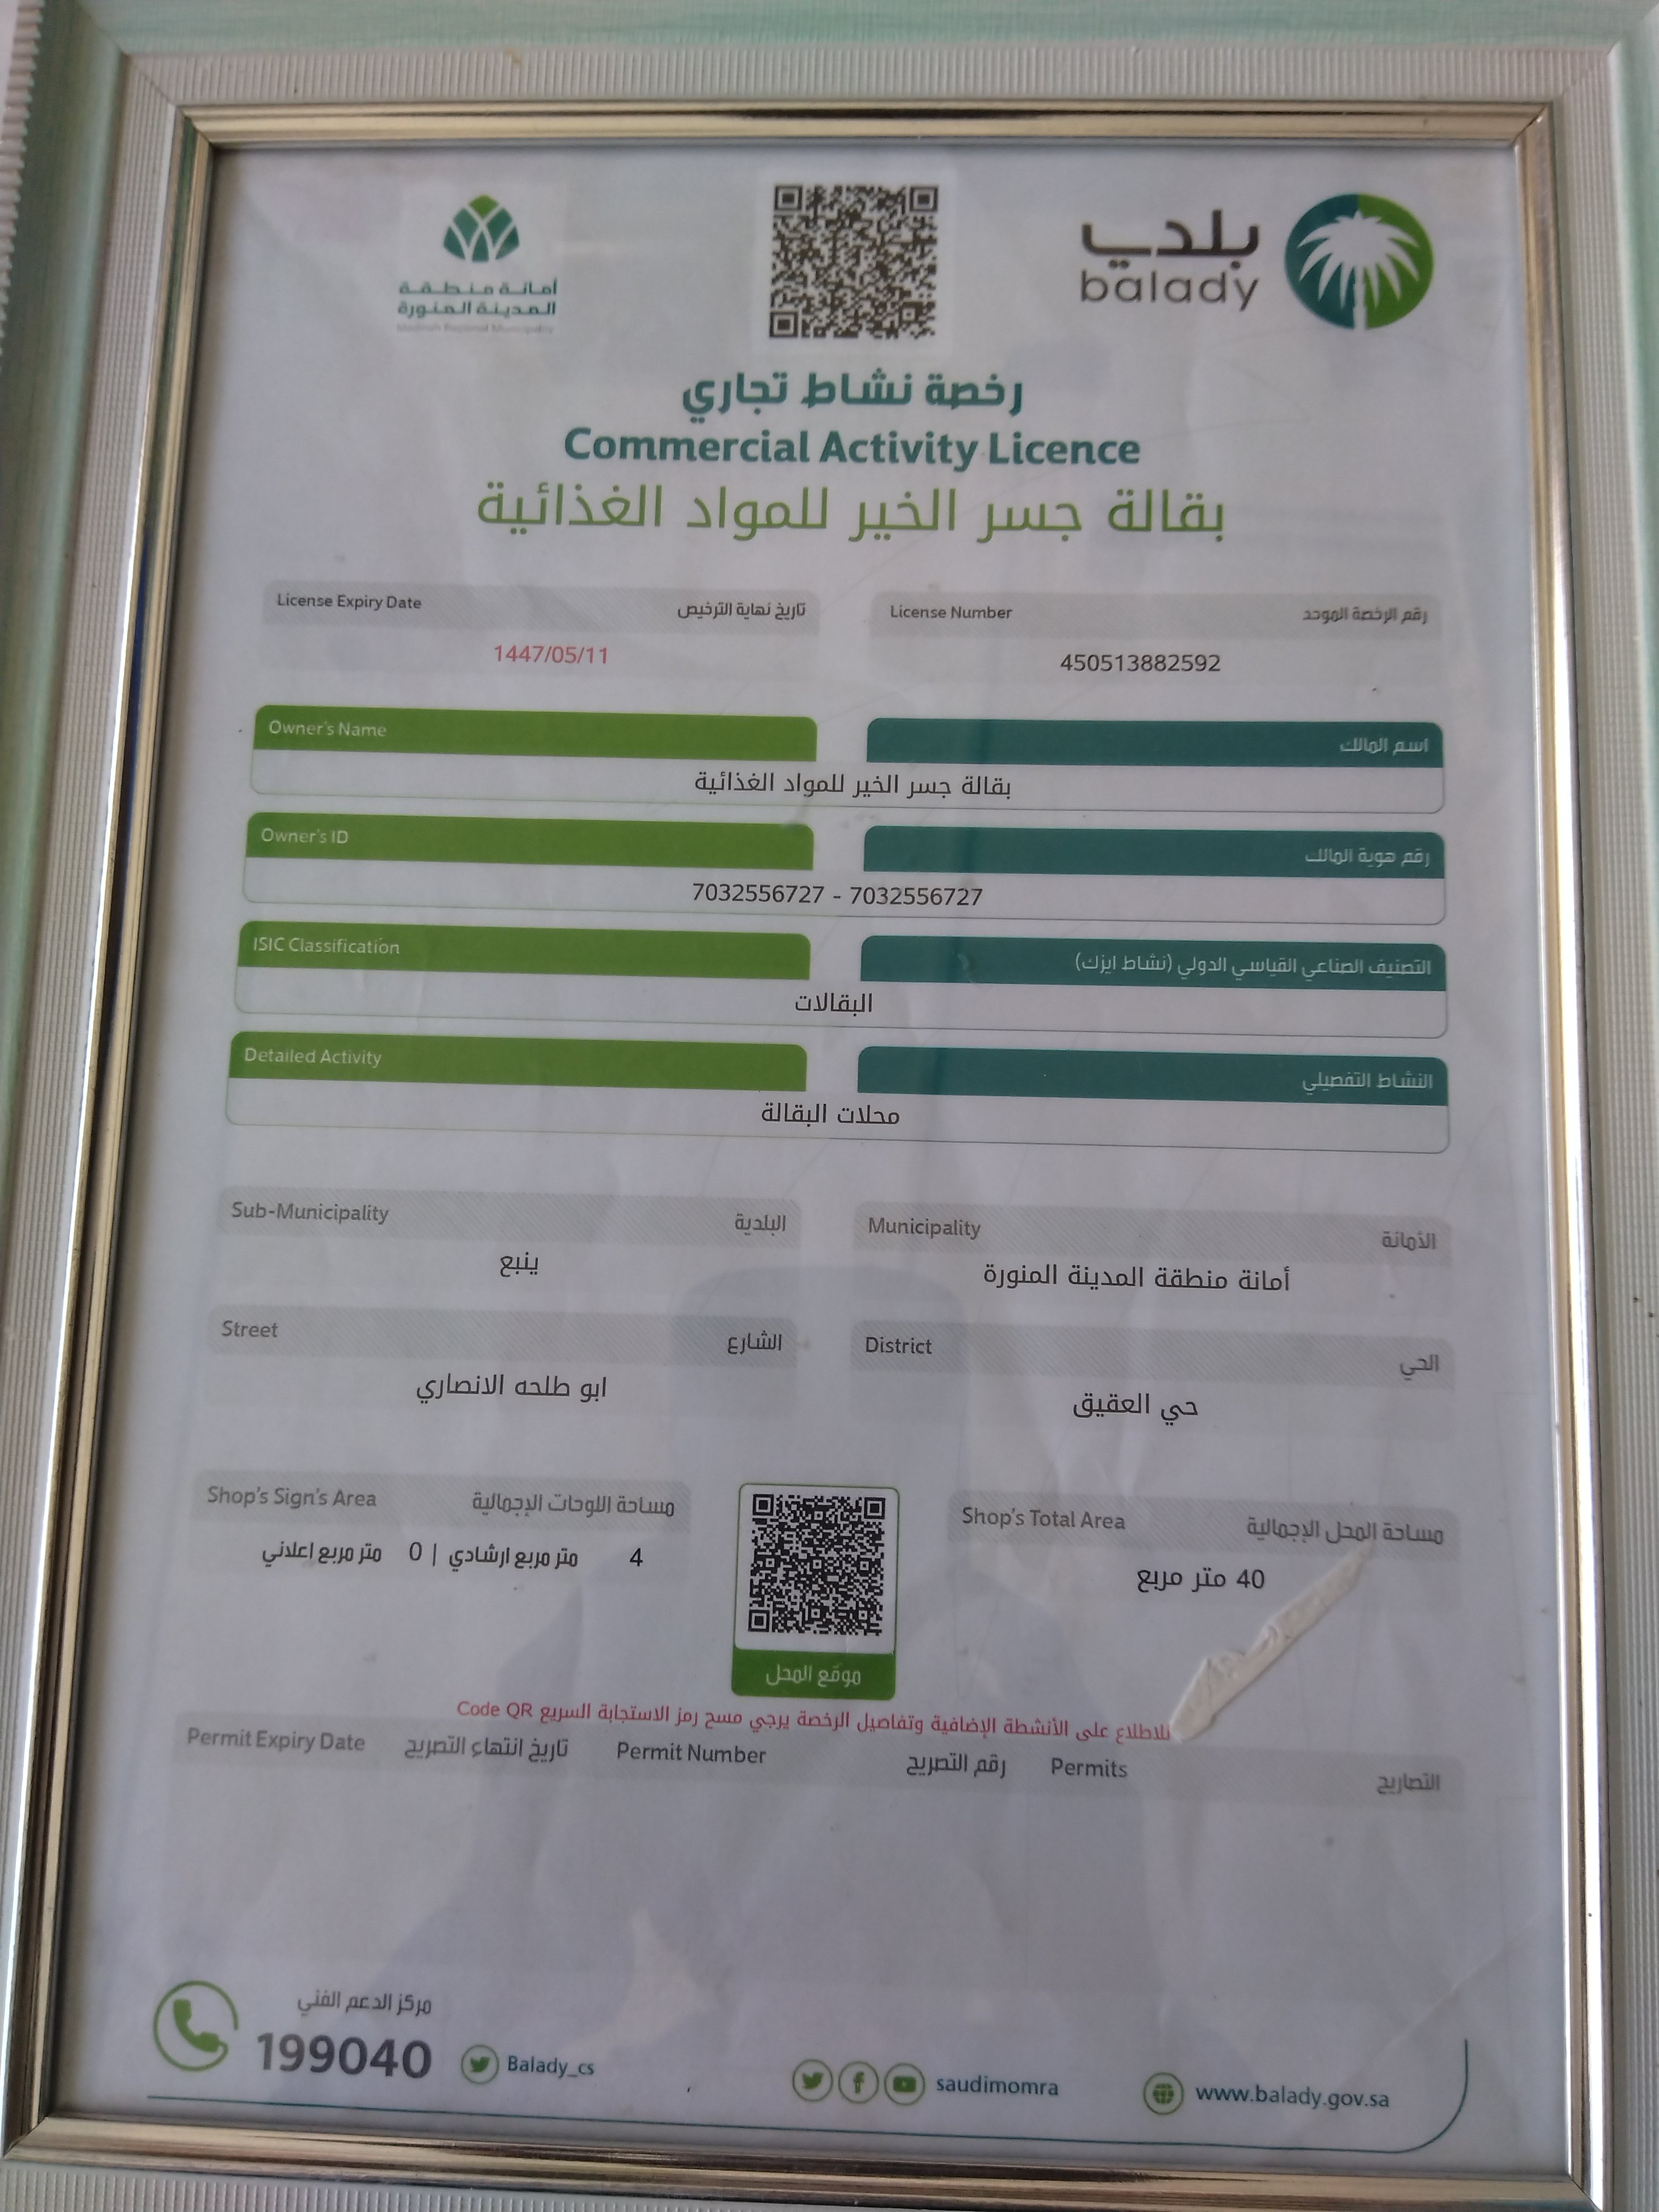 أمانة منطقة
المدينة المنورة
Madinah Regional Municipality
بلدي
balady
رخصة نشاط تجاري
Commercial Activity Licence
بقالة جسر الخير للمواد الغذائية
رقم الرخصة الموحد License Number
450513882592
تاريخ نهاية الترخيص License Expiry Date
1447/05/11
اسم المالك Owner's Name
بقالة جسر الخير للمواد الغذائية
رقم هوية المالك Owner's ID
7032556727 - 7032556727
التصنيف الصناعي القياسي الدولي (نشاط ايزك) ISIC Classification
البقالات
النشاط التفصيلي Detailed Activity
محلات البقالة
الأمانة Municipality
أمانة منطقة المدينة المنورة
البلدية Sub-Municipality
ينبع
الحي District
حي العقيق
الشارع Street
ابو طلحه الانصاري
مساحة المحل الإجمالية Shop's Total Area
40 متر مربع
مساحة اللوحات الإجمالية Shop's Sign's Area
4 متر مربع ارشادي | 0 متر مربع اعلاني
موقع المحل
للاطلاع على الأنشطة الإضافية وتفاصيل الرخصة يرجي مسح رمز الاستجابة السريع Code QR
التصاريح Permits رقم التصريح Permit Number تاريخ انتهاء التصريح Permit Expiry Date
مركز الدعم الفني
199040
Balady_cs
saudimomra
www.balady.gov.sa